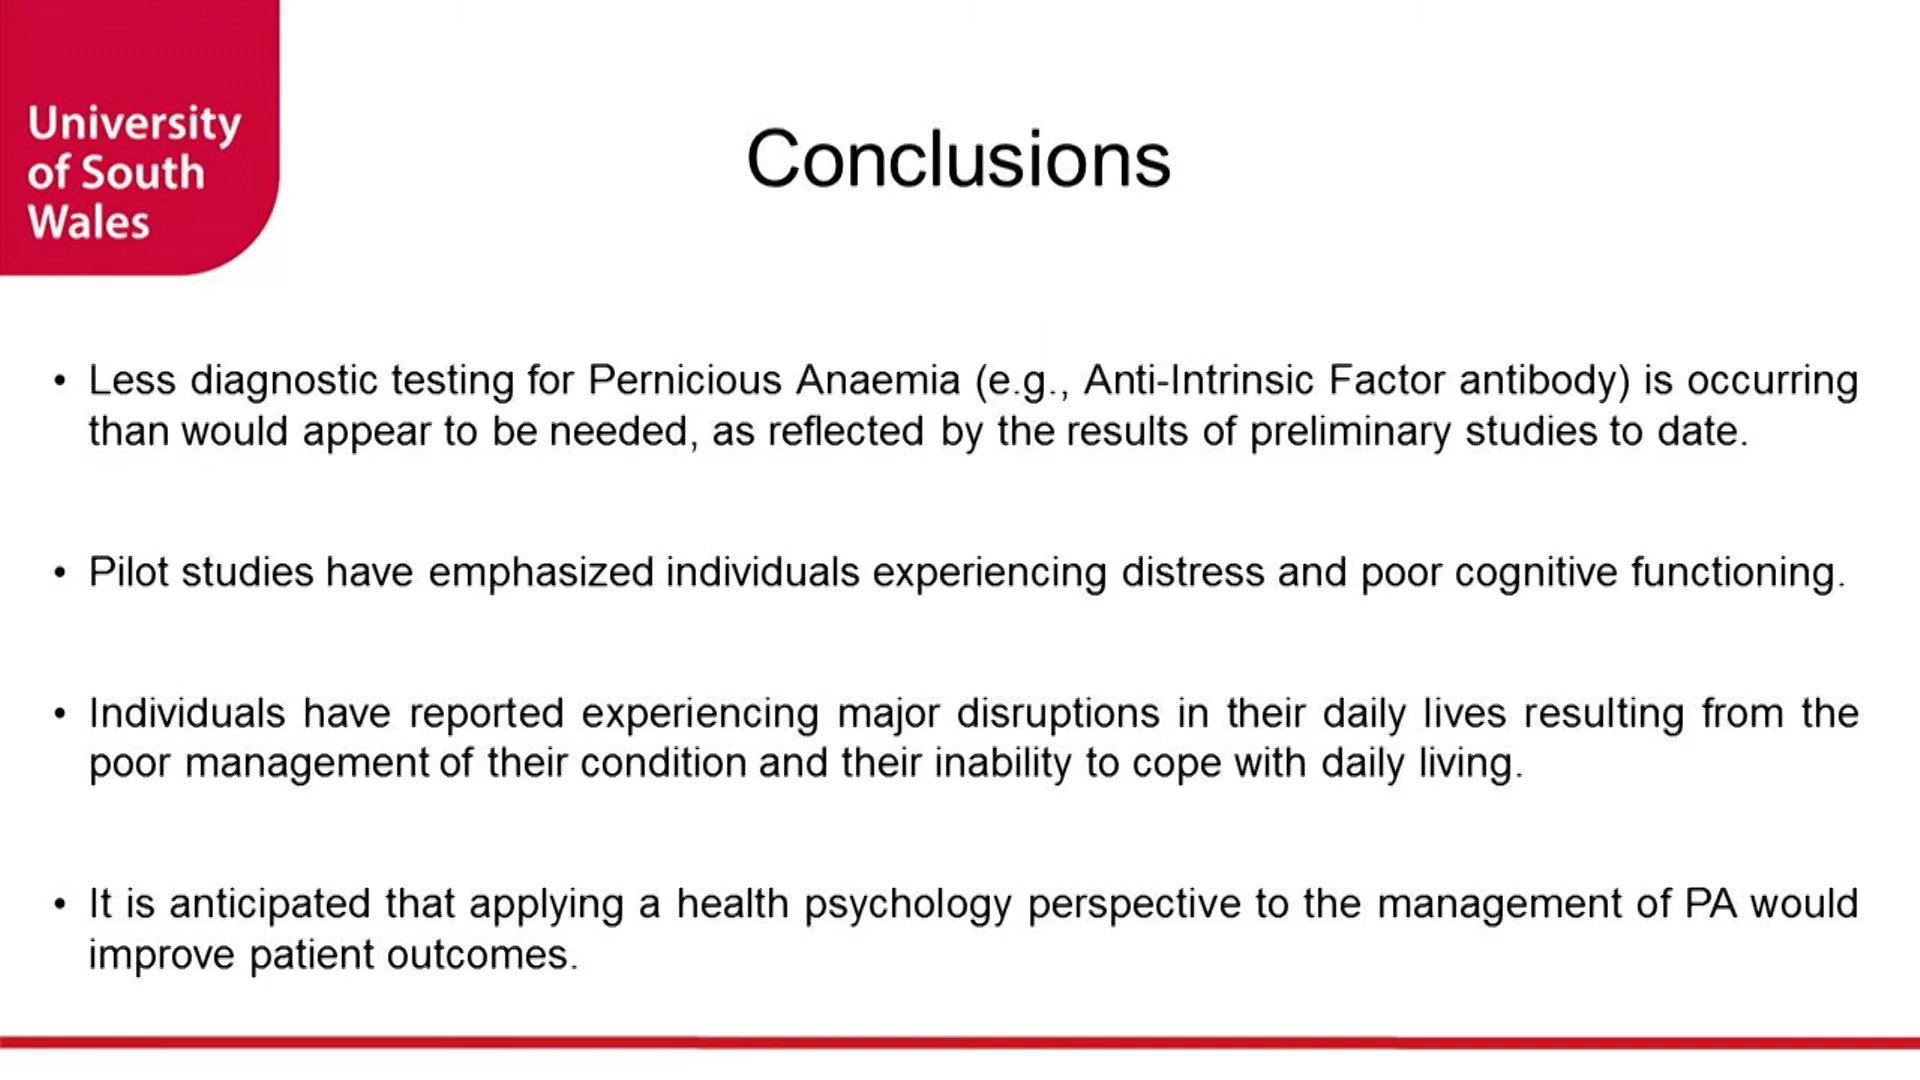 University
of South
Wales
Conclusions
• Less diagnostic testing for Pernicious Anaemia (e.g., Anti-Intrinsic Factor antibody) is occurring
than would appear to be needed, as reflected by the results of preliminary studies to date.
• Pilot studies have emphasized individuals experiencing distress and poor cognitive functioning.
• Individuals have reported experiencing major disruptions in their daily lives resulting from the
poor management of their condition and their inability to cope with daily living.
• It is anticipated that applying a health psychology perspective to the management of PA would
improve patient outcomes.